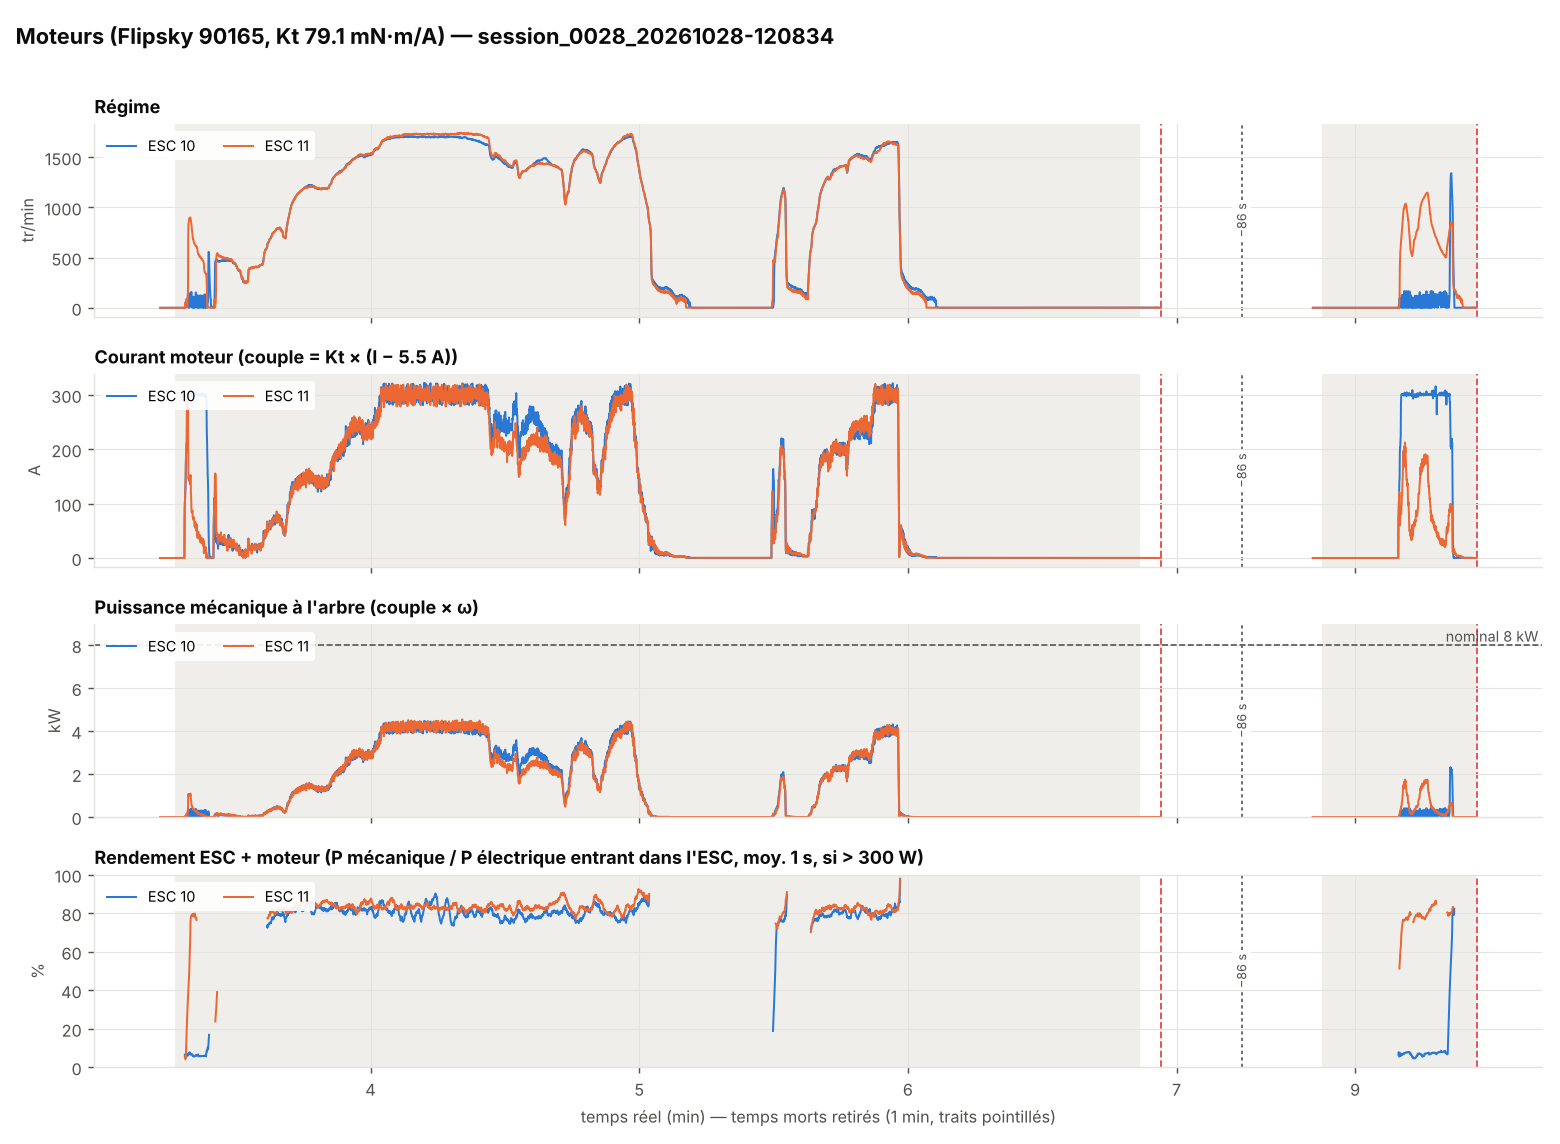 Moteurs (Flipsky 90165, Kt 79.1 mN·m/A) — session_0028_20261028-120834
Régime
ESC 10
ESC 11
tr/min
1500
1000
500
0
−86 s
Courant moteur (couple = Kt × (I − 5.5 A))
ESC 10
ESC 11
A
300
200
100
0
−86 s
Puissance mécanique à l'arbre (couple × ω)
ESC 10
ESC 11
nominal 8 kW
kW
8
6
4
2
0
−86 s
Rendement ESC + moteur (P mécanique / P électrique entrant dans l'ESC, moy. 1 s, si > 300 W)
ESC 10
ESC 11
%
100
80
60
40
20
0
−86 s
4
5
6
7
9
temps réel (min) — temps morts retirés (1 min, traits pointillés)